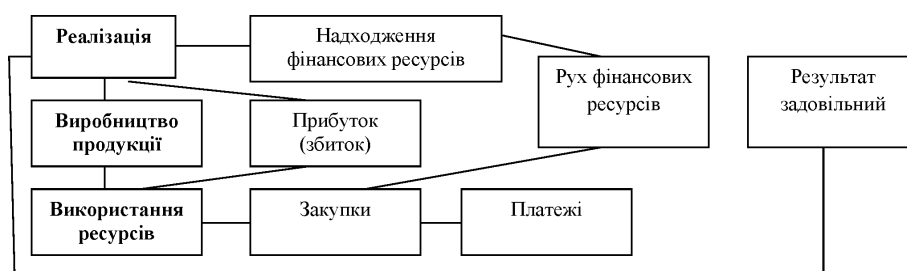 Реалізація
Надходження
фінансових ресурсів
Рух фінансових
ресурсів
Результат
задовільний
Виробництво
продукції
Прибуток
(збиток)
Використання
ресурсів
Закупки
Платежі